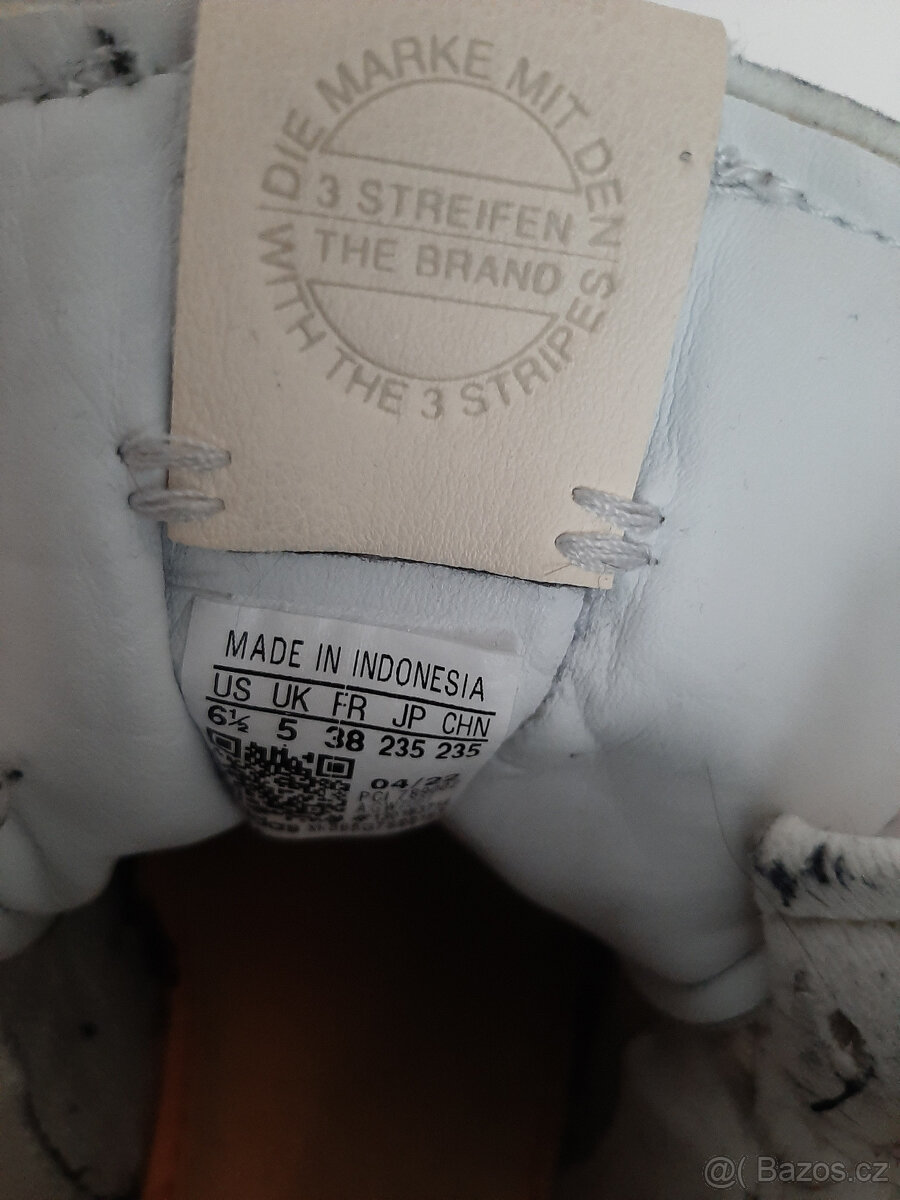 DIE MARKE MIT DEN
3 STREIFEN
THE BRAND
WITH THE 3 STRIPES
MADE IN INDONESIA
US UK FR JP CHN
6½ 5 38 235 235
04/22
@( Bazos.cz